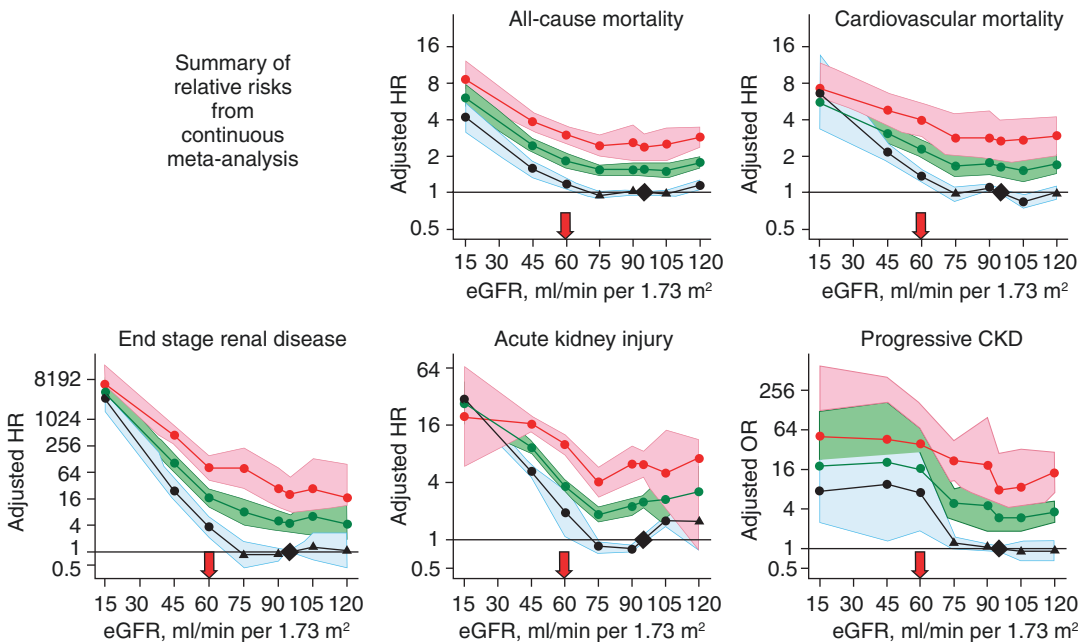 Summary of
relative risks
from
continuous
meta-analysis
All-cause mortality
Adjusted HR
16
8
4
2
1
0.5
15 30 45 60 75 90 105 120
eGFR, ml/min per 1.73 m²
Cardiovascular mortality
Adjusted HR
16
8
4
2
1
0.5
15 30 45 60 75 90 105 120
eGFR, ml/min per 1.73 m²
End stage renal disease
Adjusted HR
8192
1024
256
64
16
4
1
0.5
15 30 45 60 75 90 105 120
eGFR, ml/min per 1.73 m²
Acute kidney injury
Adjusted HR
64
16
4
1
0.5
15 30 45 60 75 90 105 120
eGFR, ml/min per 1.73 m²
Progressive CKD
Adjusted OR
256
64
16
4
1
0.5
15 30 45 60 75 90 105 120
eGFR, ml/min per 1.73 m²